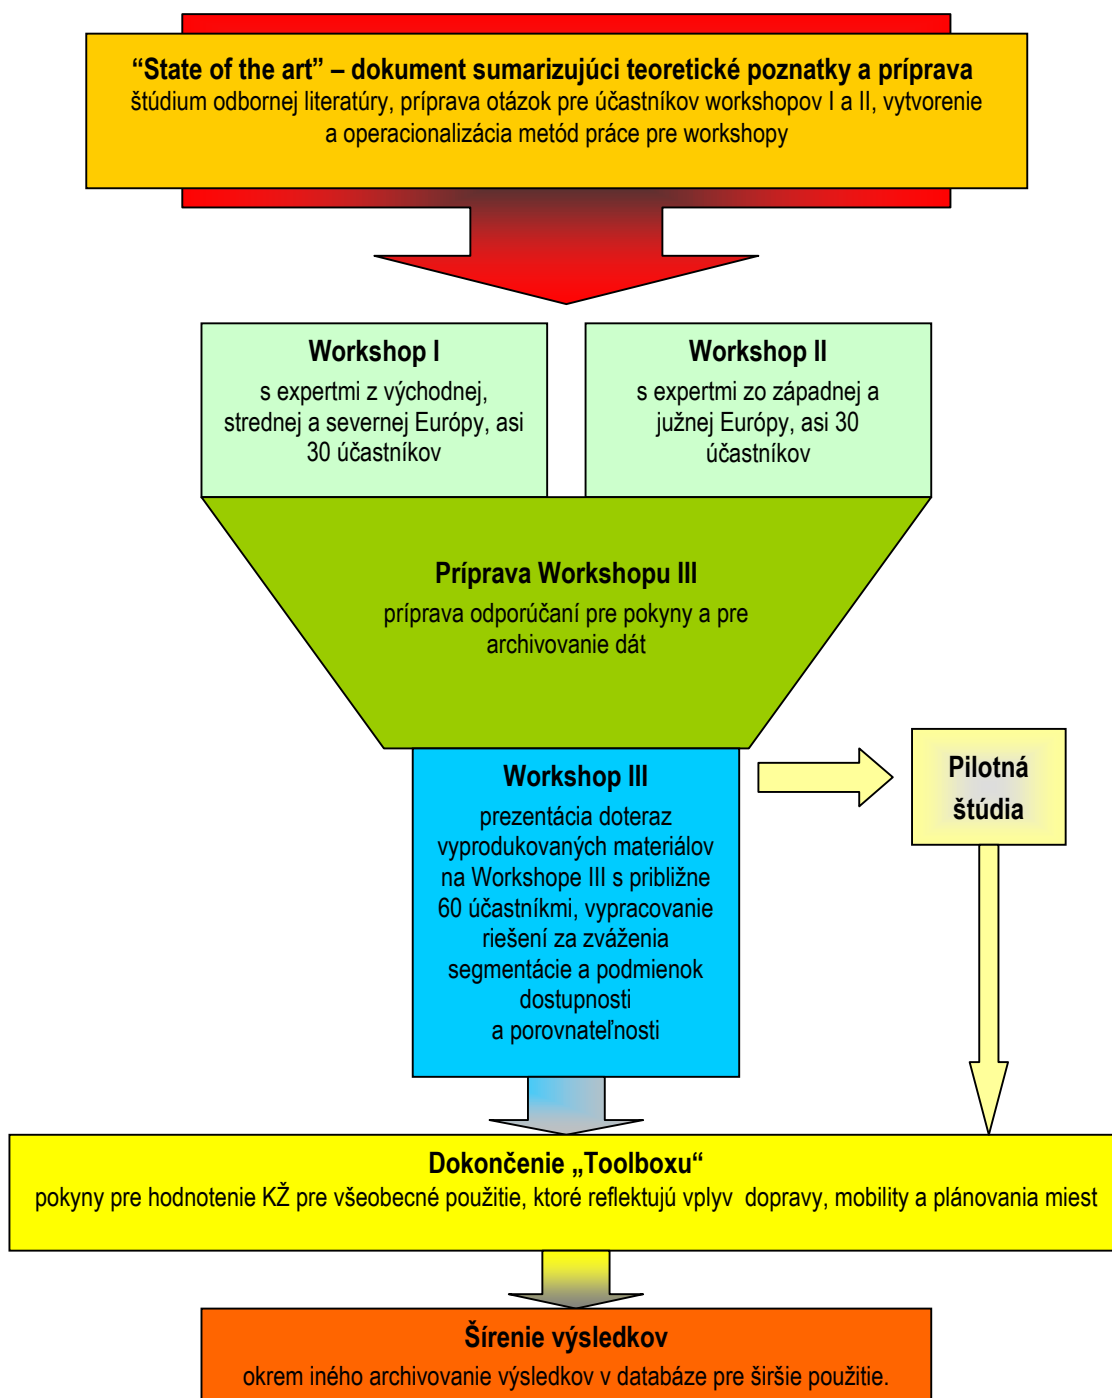 “State of the art” – dokument sumarizujúci teoretické poznatky a príprava
štúdium odbornej literatúry, príprava otázok pre účastníkov workshopov I a II, vytvorenie
a operacionalizácia metód práce pre workshopy
Workshop I
s expertmi z východnej,
strednej a severnej Európy, asi
30 účastníkov
Workshop II
s expertmi zo západnej a
južnej Európy, asi 30
účastníkov
Príprava Workshopu III
príprava odporúčaní pre pokyny a pre
archivovanie dát
Workshop III
prezentácia doteraz
vyprodukovaných materiálov
na Workshope III s približne
60 účastníkmi, vypracovanie
riešení za zváženia
segmentácie a podmienok
dostupnosti
a porovnateľnosti
Pilotná
štúdia
Dokončenie „Toolboxu“
pokyny pre hodnotenie KŽ pre všeobecné použitie, ktoré reflektujú vplyv dopravy, mobility a plánovania miest
Šírenie výsledkov
okrem iného archivovanie výsledkov v databáze pre širšie použitie.